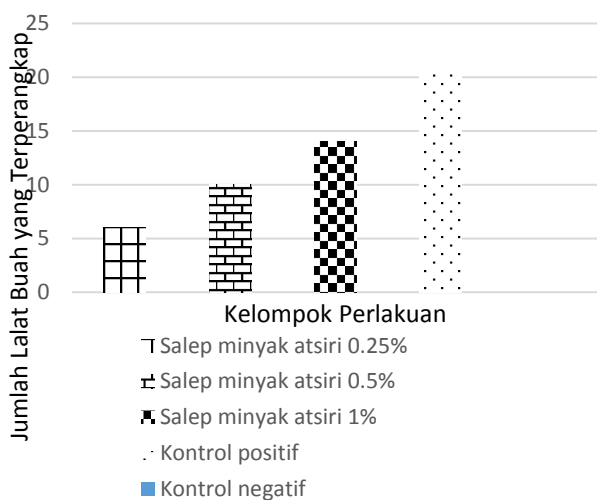 Jumlah Lalat Buah yang Terperangkap
25
20
15
10
5
0
Kelompok Perlakuan
Salep minyak atsiri 0.25%
Salep minyak atsiri 0.5%
Salep minyak atsiri 1%
Kontrol positif
Kontrol negatif